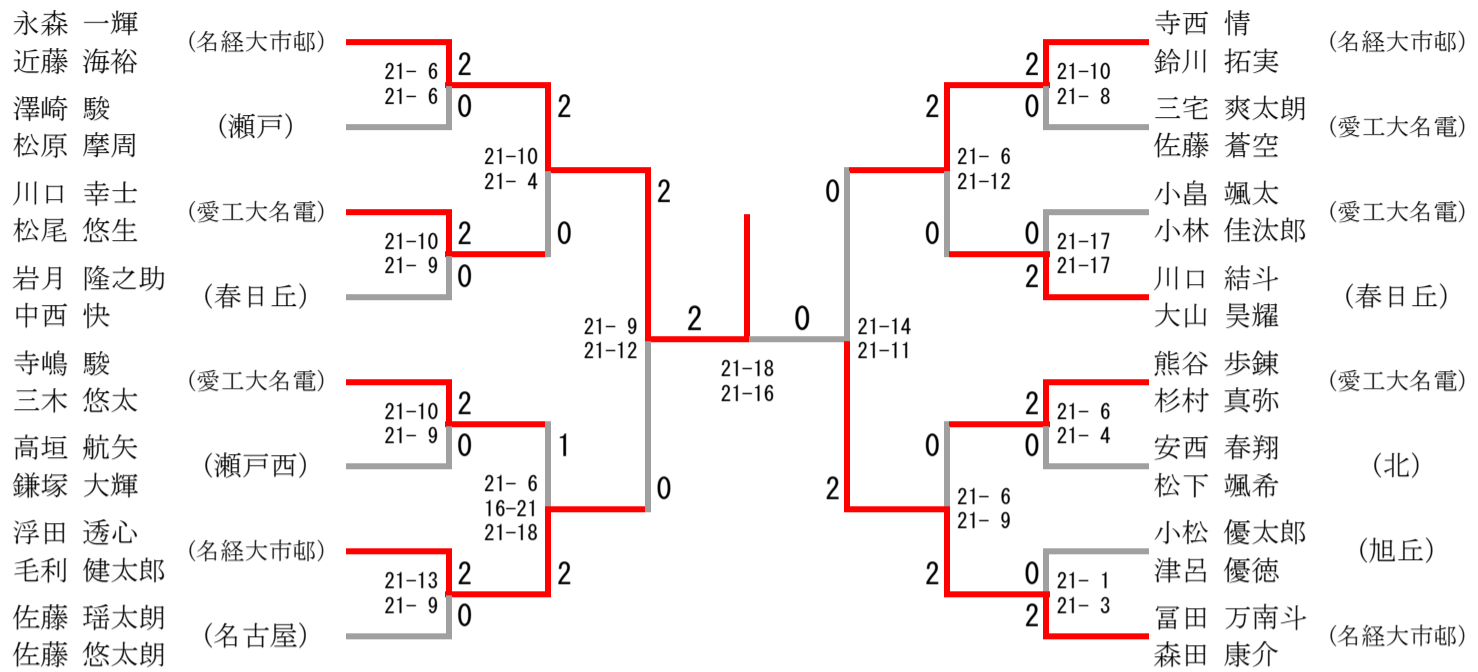 永森 一輝
近藤 海裕
(名経大市邨)
澤崎 駿
松原 摩周
(瀬戸)
川口 幸士
松尾 悠生
(愛工大名電)
岩月 隆之助
中西 快
(春日丘)
寺嶋 駿
三木 悠太
(愛工大名電)
高垣 航矢
鎌塚 大輝
(瀬戸西)
浮田 透心
毛利 健太郎
(名経大市邨)
佐藤 瑶太朗
佐藤 悠太朗
(名古屋)
2
21- 6
21- 6
0
2
21-10
21- 9
0
2
21-10
21- 9
0
2
21-13
21- 9
0
2
21-10
21- 4
0
1
21- 6
16-21
21-18
2
2
21- 9
21-12
0
2
0
21-18
21-16
0
21-14
21-11
2
2
21- 6
21-12
0
0
21- 6
21- 9
2
2
21-10
21- 8
0
0
21-17
21-17
2
2
21- 6
21- 4
0
0
21- 1
21- 3
2
寺西 情
鈴川 拓実
(名経大市邨)
三宅 爽太朗
佐藤 蒼空
(愛工大名電)
小畠 颯太
小林 佳汰郎
(愛工大名電)
川口 結斗
大山 昊耀
(春日丘)
熊谷 歩錬
杉村 真弥
(愛工大名電)
安西 春翔
松下 颯希
(北)
小松 優太郎
津呂 優徳
(旭丘)
冨田 万南斗
森田 康介
(名経大市邨)